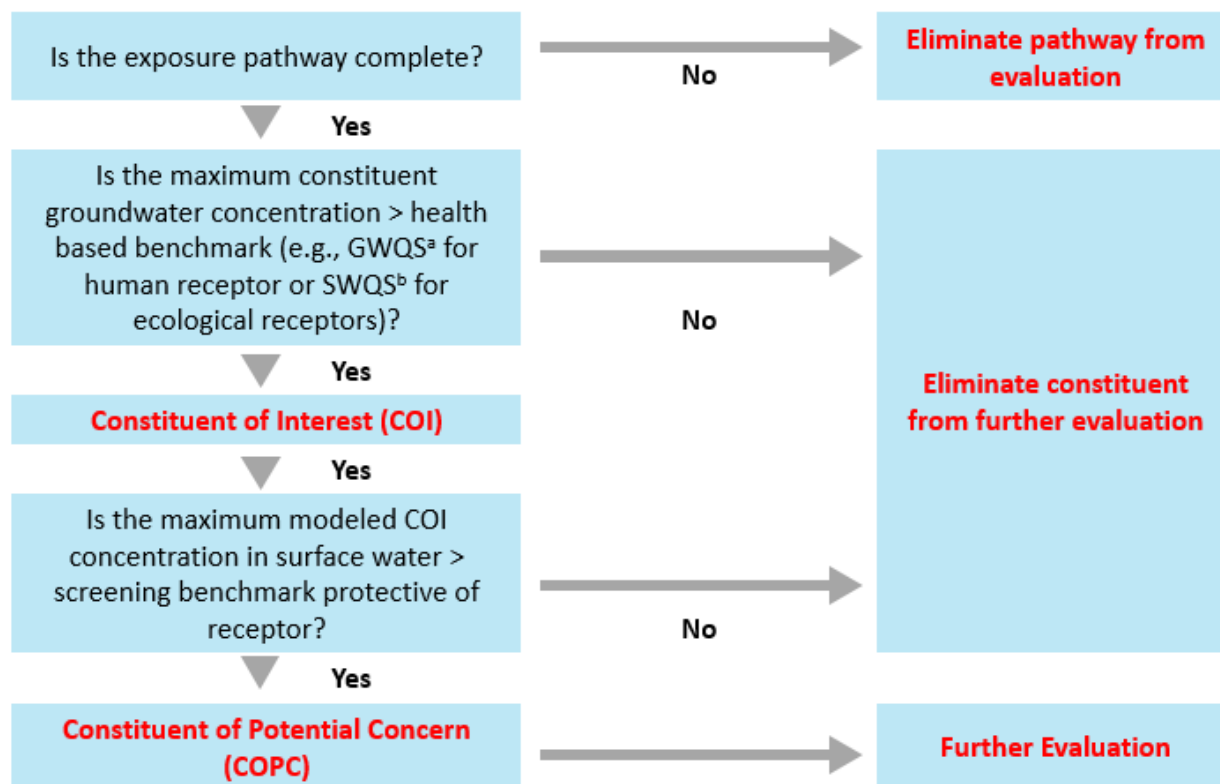 Is the exposure pathway complete?
No
Eliminate pathway from
evaluation
Yes
Is the maximum constituent
groundwater concentration > health
based benchmark (e.g., GWQSᵃ for
human receptor or SWQSᵇ for
ecological receptors)?
No
Eliminate constituent
from further evaluation
Yes
Constituent of Interest (COI)
Yes
Is the maximum modeled COI
concentration in surface water >
screening benchmark protective of
receptor?
No
Yes
Constituent of Potential Concern
(COPC)
Further Evaluation